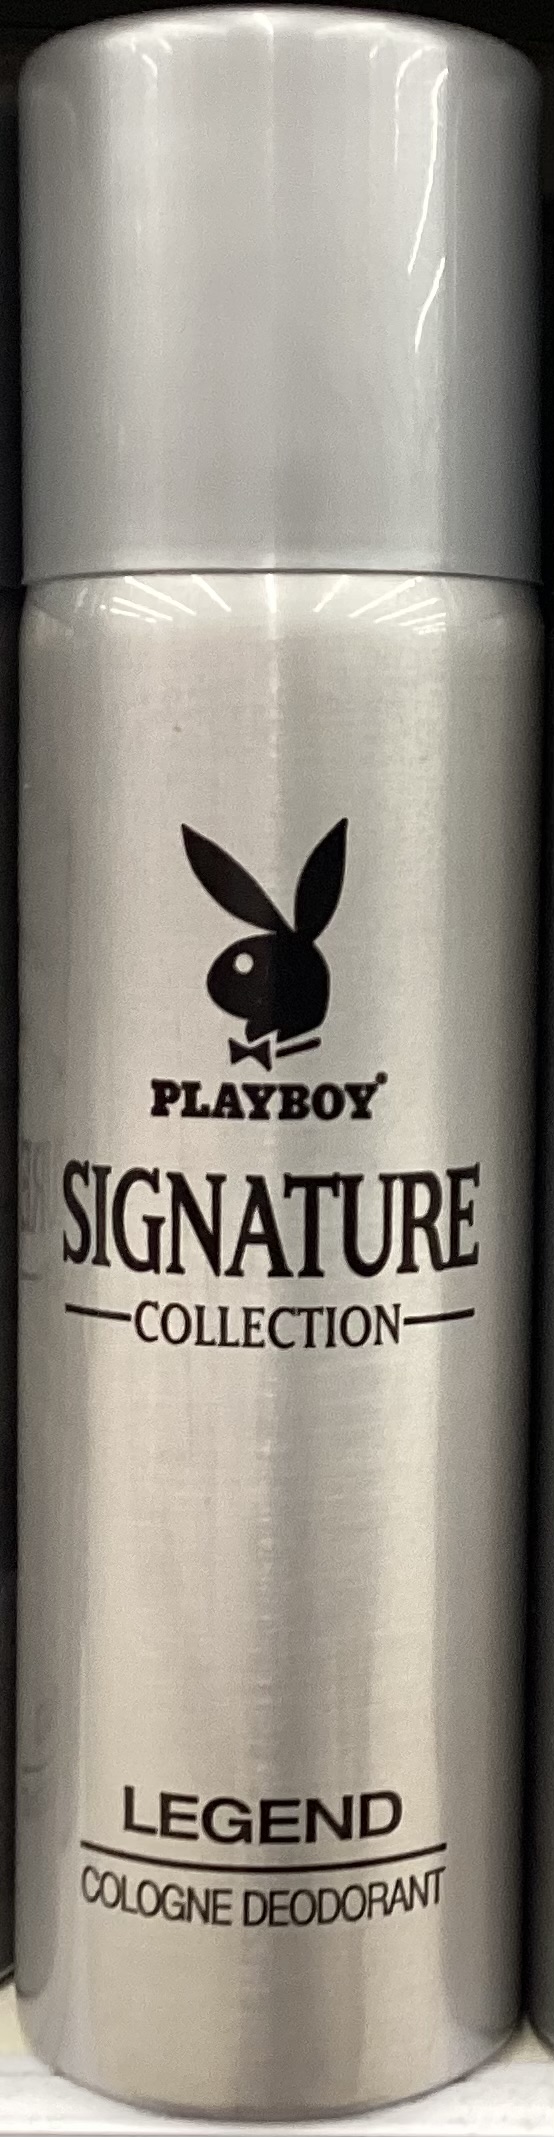 PLAYBOY
SIGNATURE
COLLECTION
LEGEND
COLOGNE DEODORANT